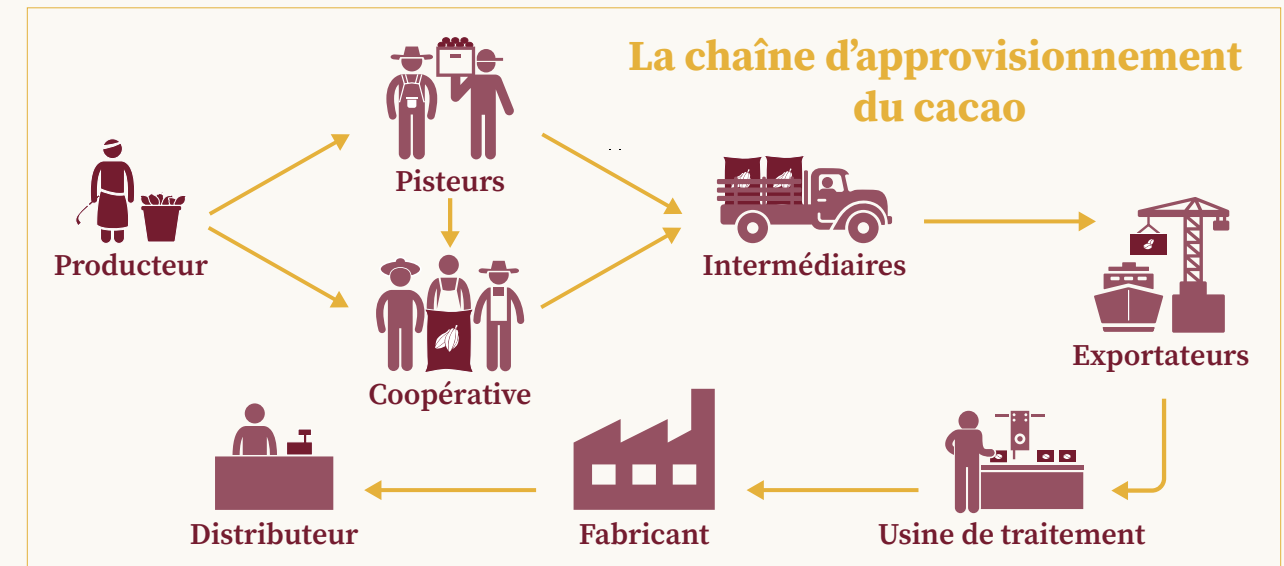 La chaîne d’approvisionnement
du cacao
Pisteurs
Producteur
Intermédiaires
Coopérative
Exportateurs
Distributeur
Fabricant
Usine de traitement